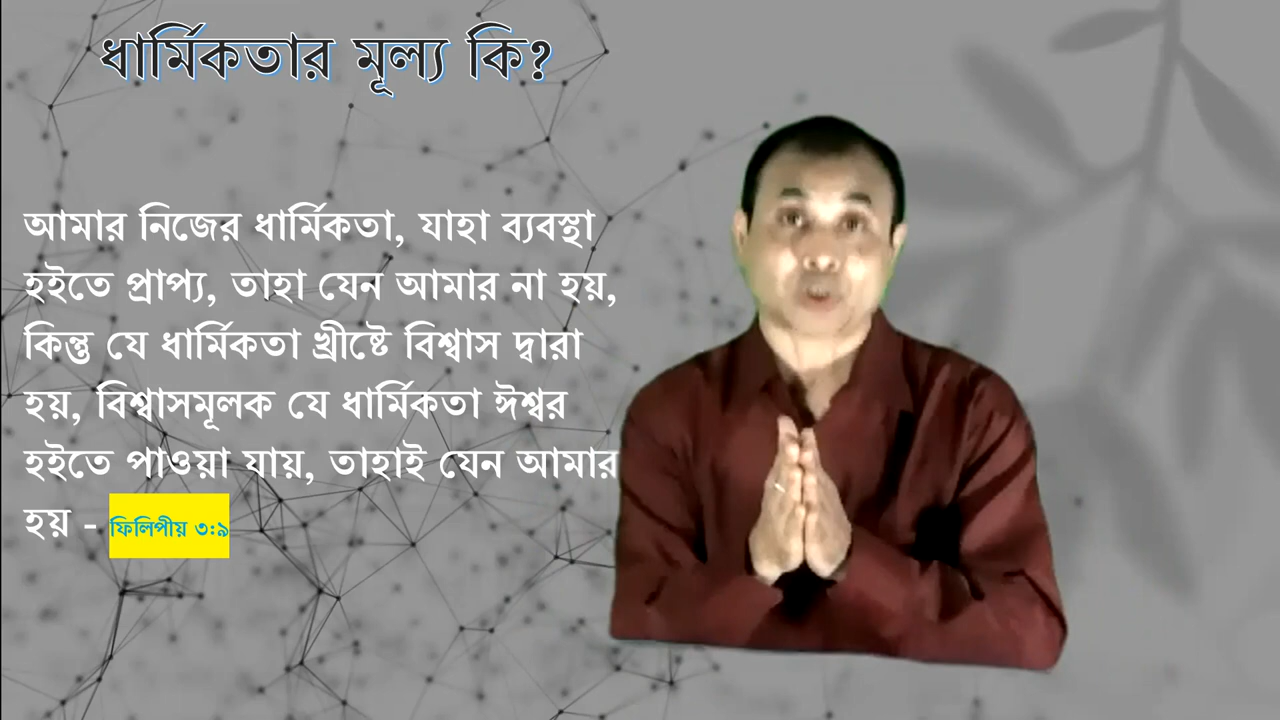 ধার্মিকতার মূল্য কি?
আমার নিজের ধার্মিকতা, যাহা ব্যবস্থা
হইতে প্রাপ্য, তাহা যেন আমার না হয়,
কিন্তু যে ধার্মিকতা খ্রীষ্টে বিশ্বাস দ্বারা
হয়, বিশ্বাসমূলক যে ধার্মিকতা ঈশ্বর
হইতে পাওয়া যায়, তাহাই যেন আমার
হয় - ফিলিপীয় ৩:৯